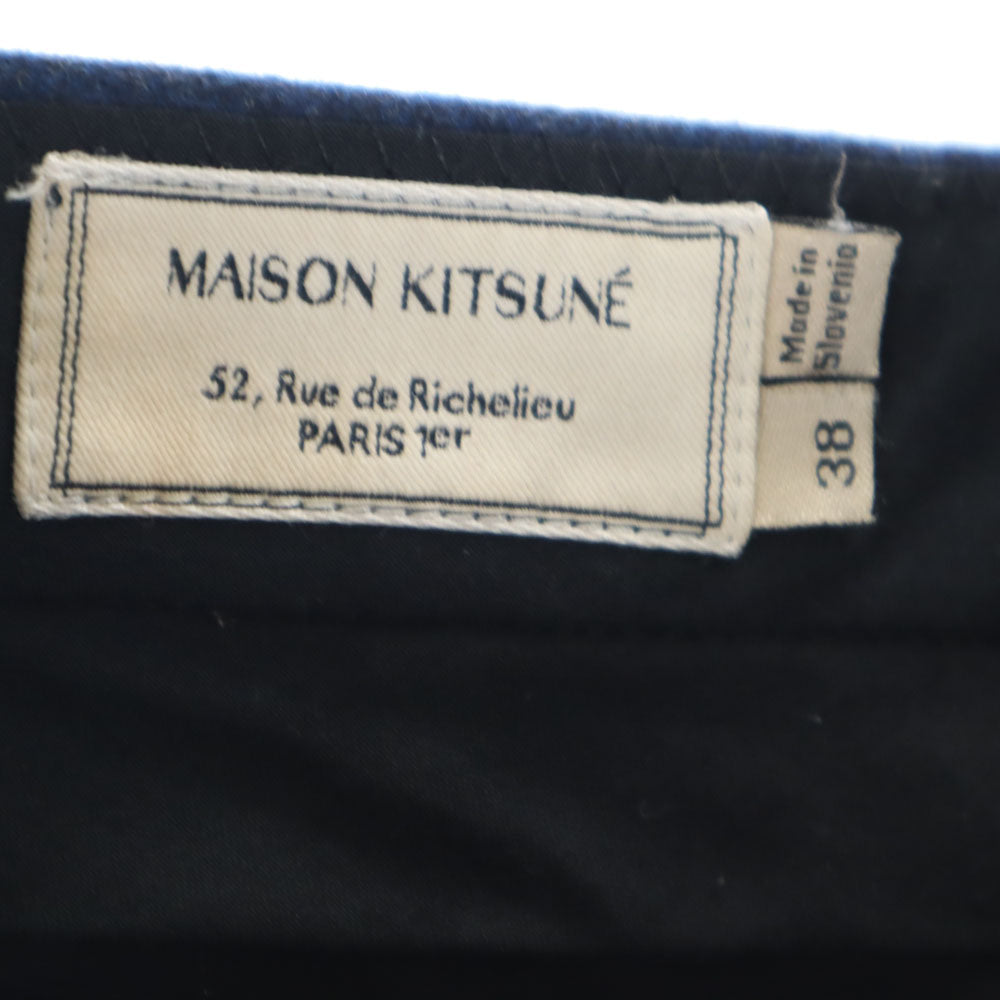 MAISON KITSUNÉ
52, Rue de Richelieu
PARIS 1er
Made in
Slovenia
38